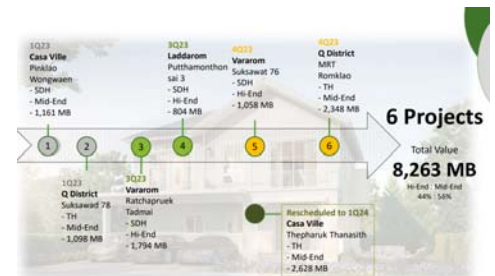 1Q23
Casa Ville
Pinklao
Wongwaen
- SDH
- Mid-End
- 1,161 MB
3Q23
Laddarom
Putthamonthon
sai 3
- SDH
- Hi-End
- 804 MB
4Q23
Vararom
Suksawat 76
- SDH
- Hi-End
- 1,058 MB
4Q23
Q District
MRT
Romklao
- TH
- Mid-End
- 2,348 MB
1
2
3
4
5
6
6 Projects
Total Value
8,263 MB
Hi-End : Mid-End
44% : 56%
1Q23
Q District
Suksawad 78
- TH
- Mid-End
- 1,098 MB
3Q23
Vararom
Ratchapruek
Tadmai
- SDH
- Hi-End
- 1,794 MB
Rescheduled to 1Q24
Casa Ville
Thepharuk Thanasith
- TH
- Mid-End
- 2,628 MB